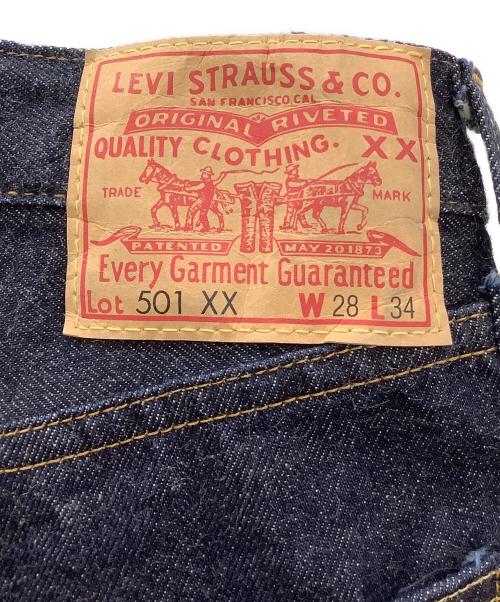 LEVI STRAUSS & CO.
SAN FRANCISCO CAL.
ORIGINAL RIVETED
QUALITY CLOTHING. XX
TRADE MARK
PATENTED MAY 20 1873
Every Garment Guaranteed
Lot 501 XX W 28 L 34